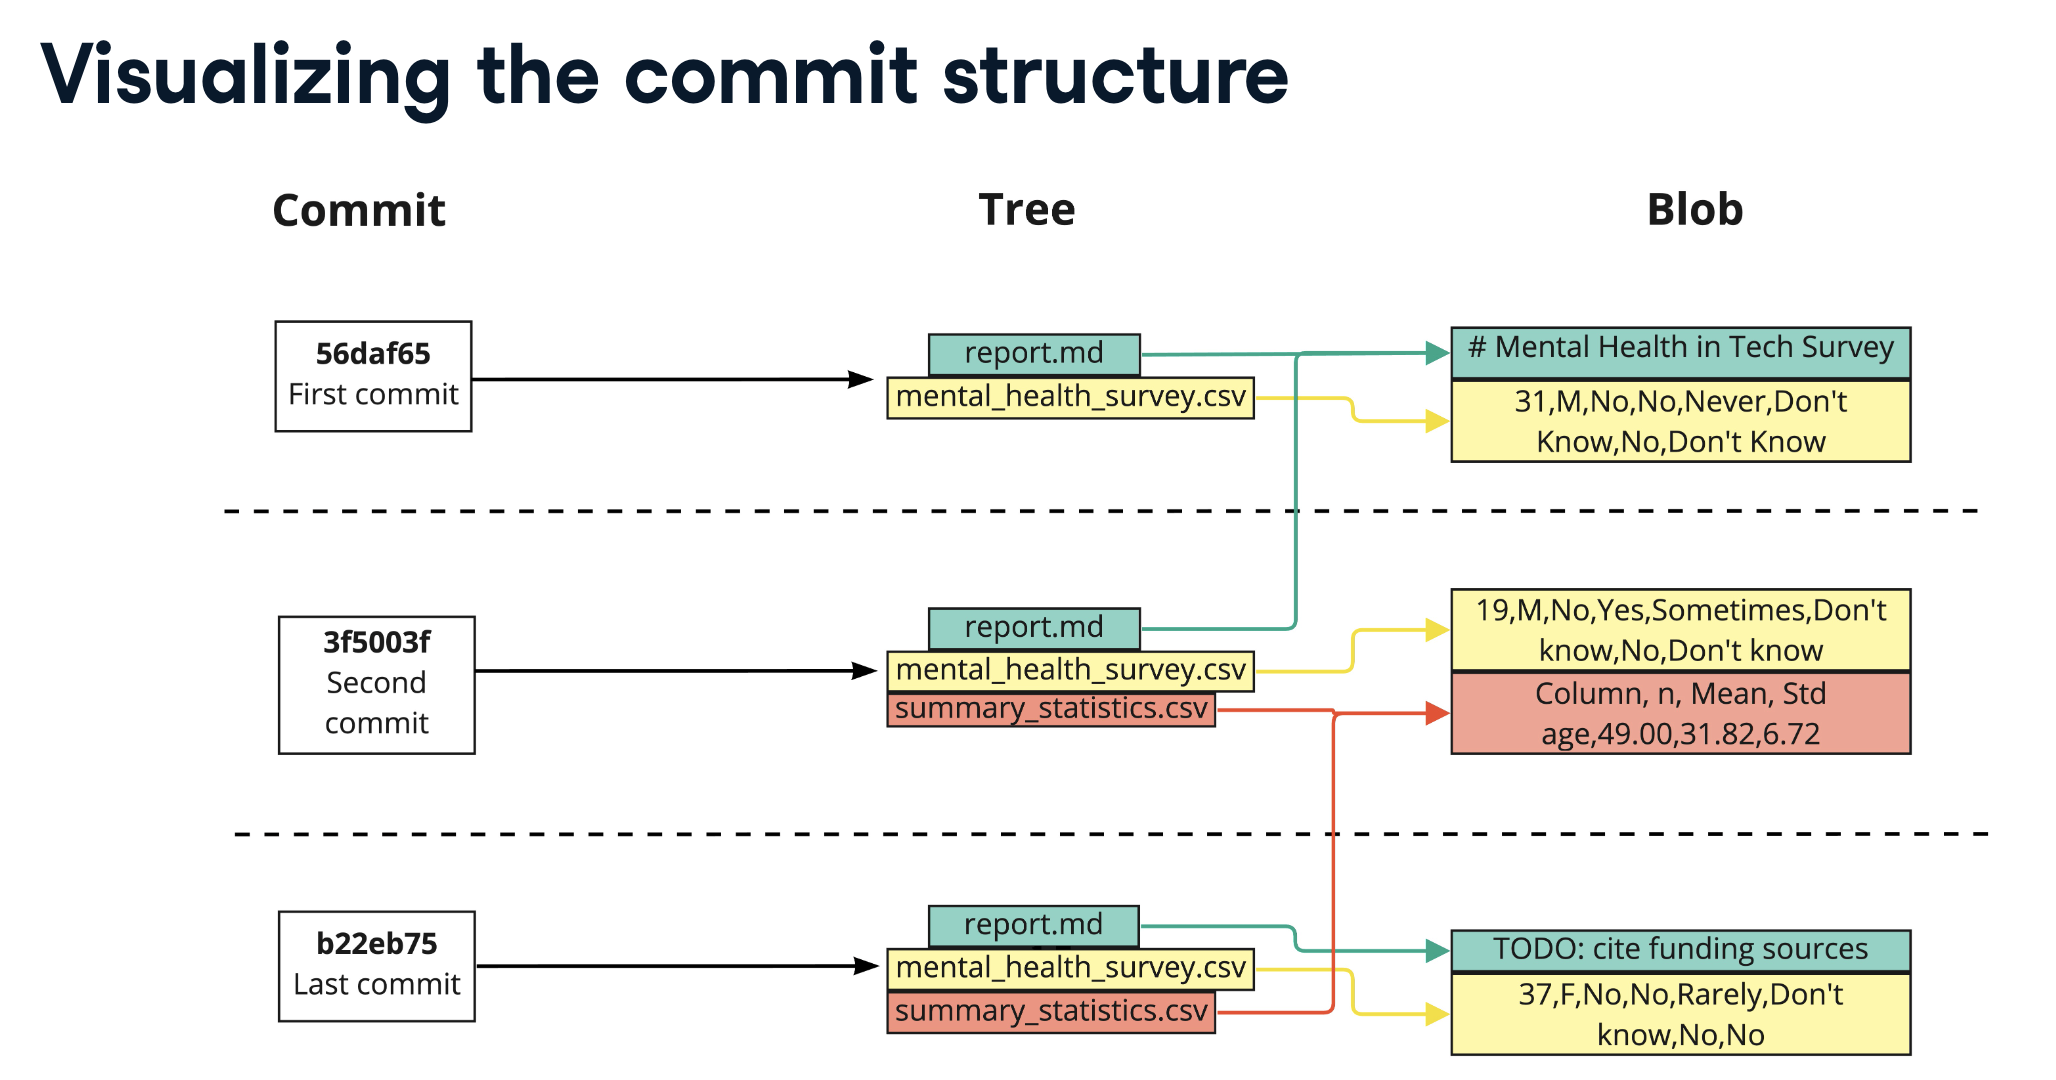 Visualizing the commit structure
Commit
Tree
Blob
56daf65
First commit
report.md
mental_health_survey.csv
# Mental Health in Tech Survey
31,M,No,No,Never,Don't
Know,No,Don't Know
3f5003f
Second
commit
report.md
mental_health_survey.csv
summary_statistics.csv
19,M,No,Yes,Sometimes,Don't
know,No,Don't know
Column, n, Mean, Std
age,49.00,31.82,6.72
b22eb75
Last commit
report.md
mental_health_survey.csv
summary_statistics.csv
TODO: cite funding sources
37,F,No,No,Rarely,Don't
know,No,No